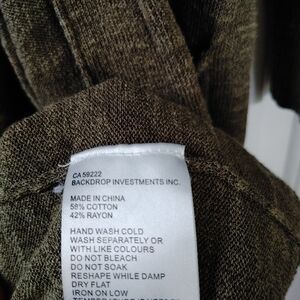 CA 59222
BACKDROP INVESTMENTS INC.
MADE IN CHINA
58% COTTON
42% RAYON
HAND WASH COLD
WASH SEPARATELY OR
WITH LIKE COLOURS
DO NOT BLEACH
DO NOT SOAK
RESHAPE WHILE DAMP
DRY FLAT
IRON ON LOW